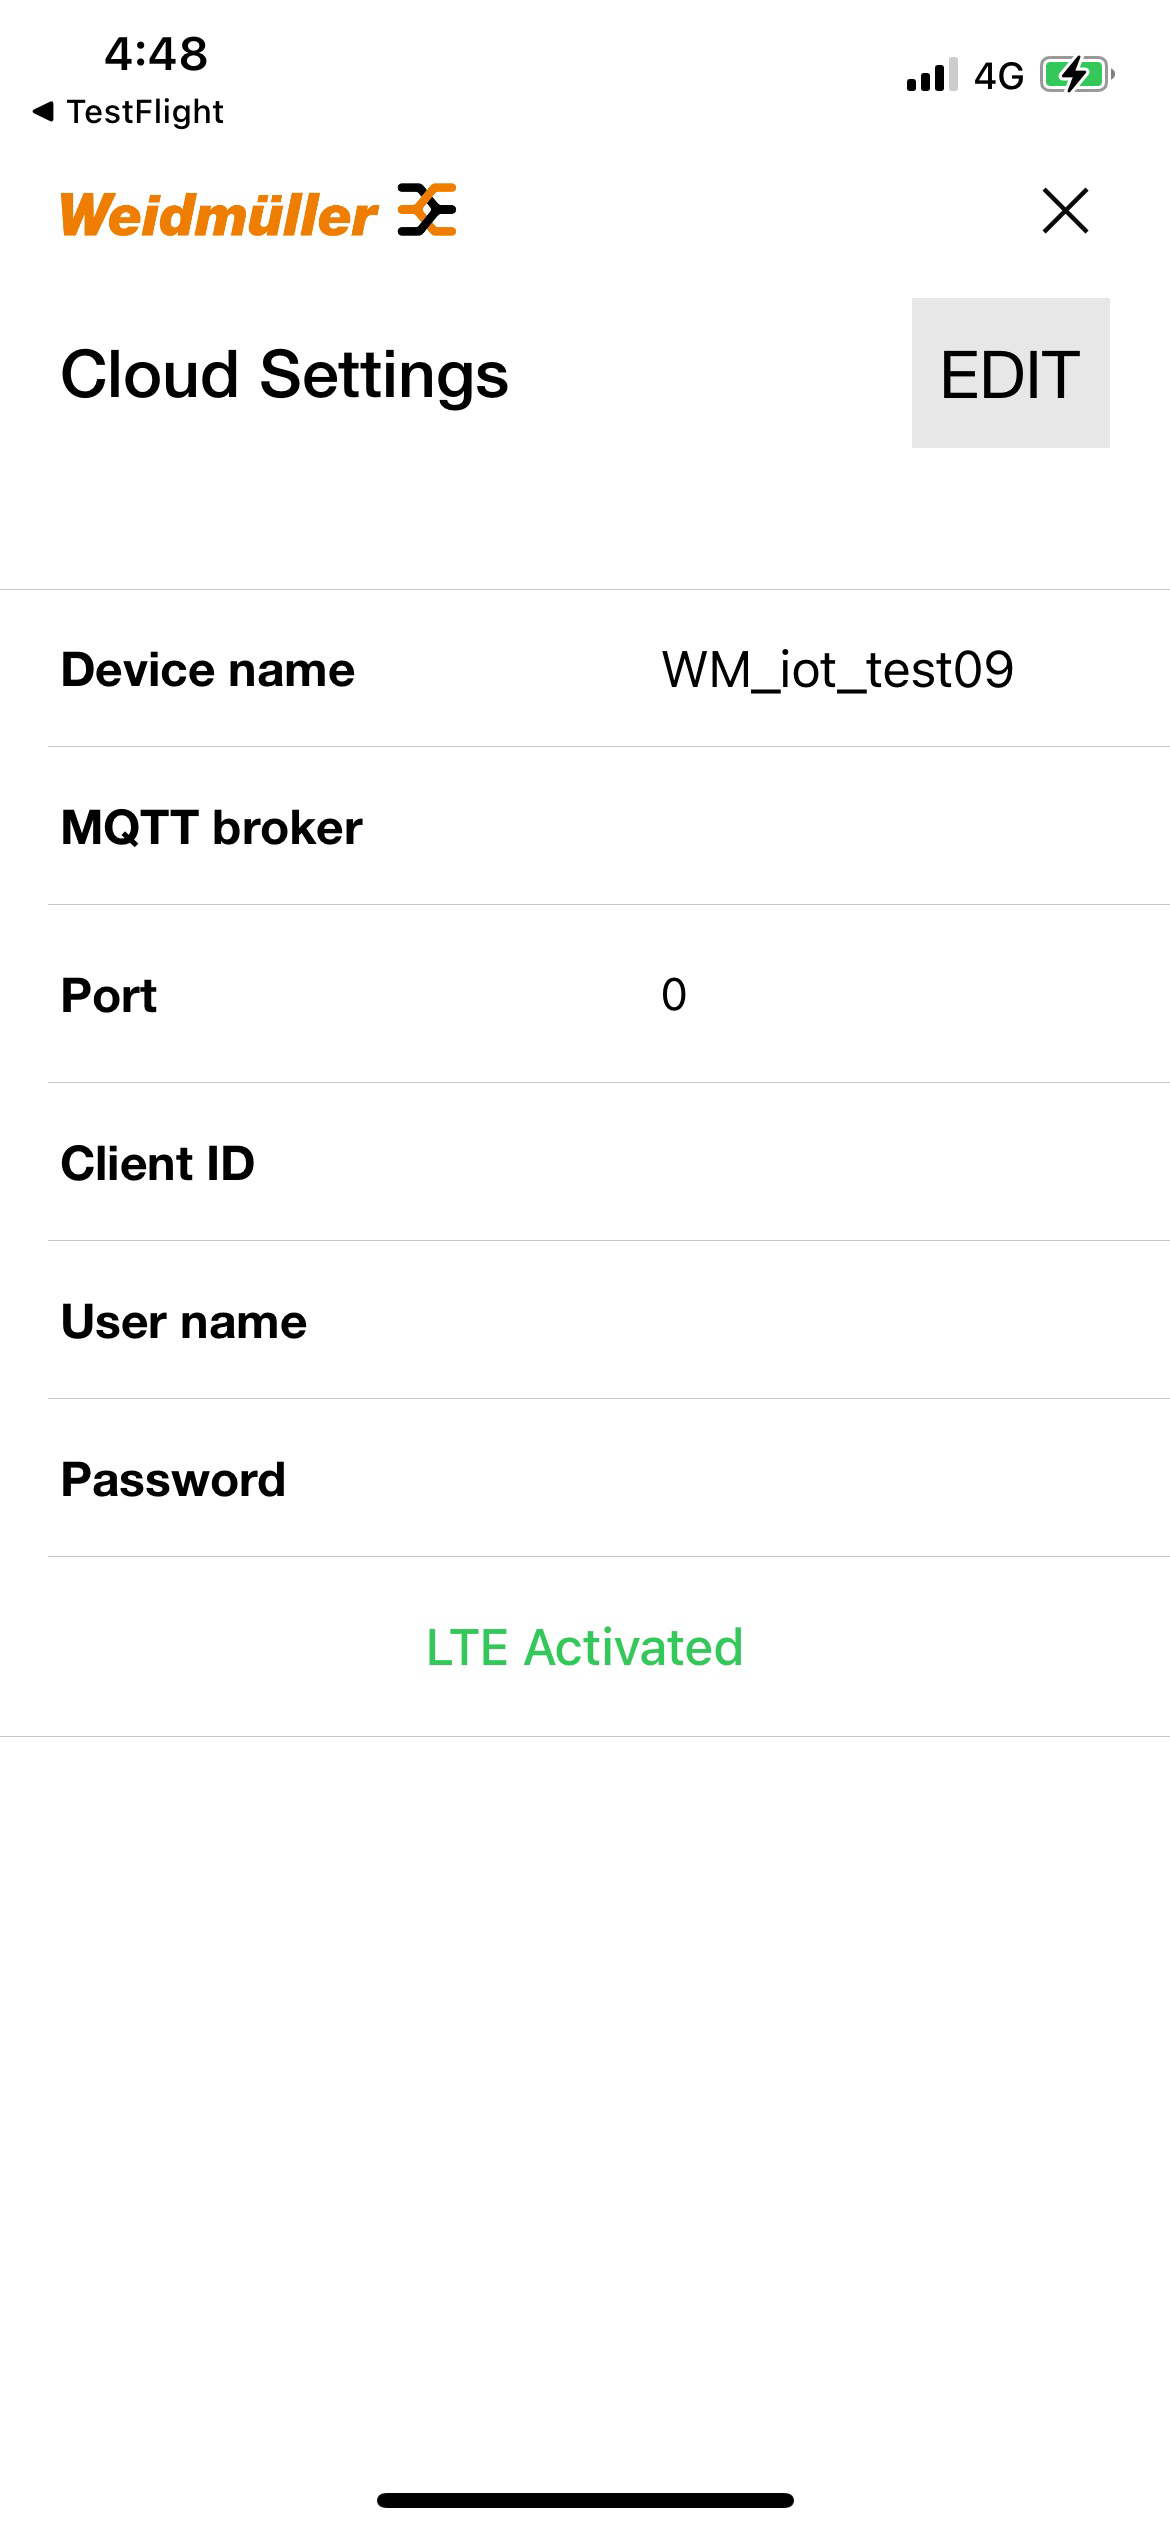 4:48
4G
TestFlight
Weidmüller
Cloud Settings
EDIT
Device name
WM_iot_test09
MQTT broker
Port
0
Client ID
User name
Password
LTE Activated